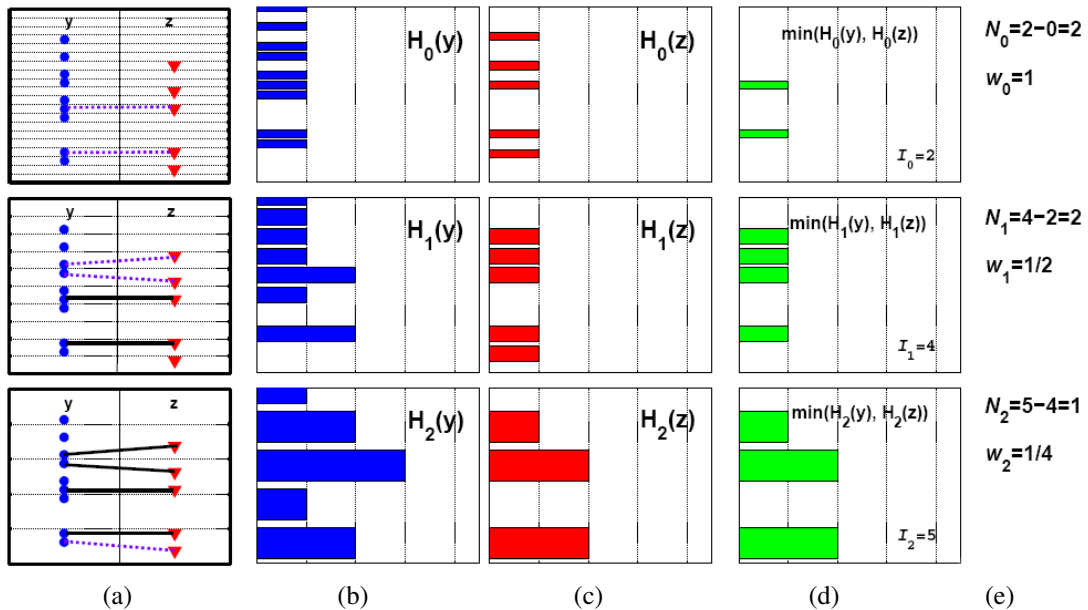 y z
H0(y)
H0(z)
min(H0(y), H0(z))
I0=2
N0=2−0=2
w0=1
y z
H1(y)
H1(z)
min(H1(y), H1(z))
I1=4
N1=4−2=2
w1=1/2
y z
H2(y)
H2(z)
min(H2(y), H2(z))
I2=5
N2=5−4=1
w2=1/4
(a) (b) (c) (d) (e)